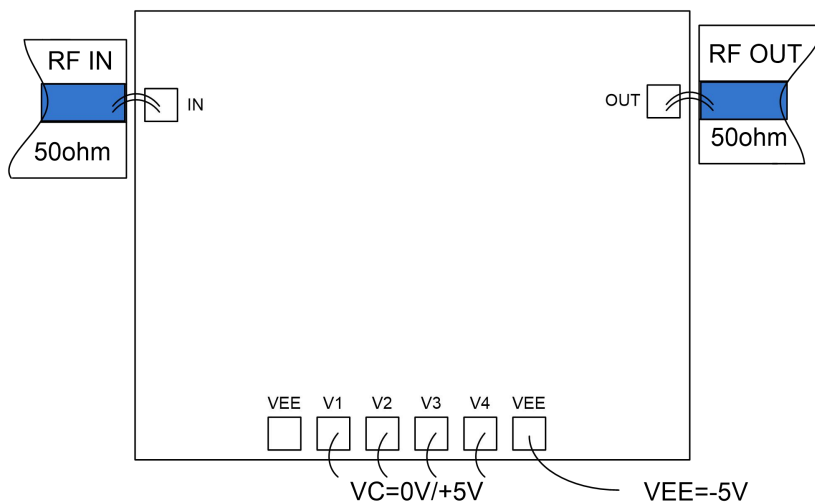 RF IN
RF OUT
IN
OUT
50ohm
50ohm
VEE V1 V2 V3 V4 VEE
VC=0V/+5V
VEE=-5V